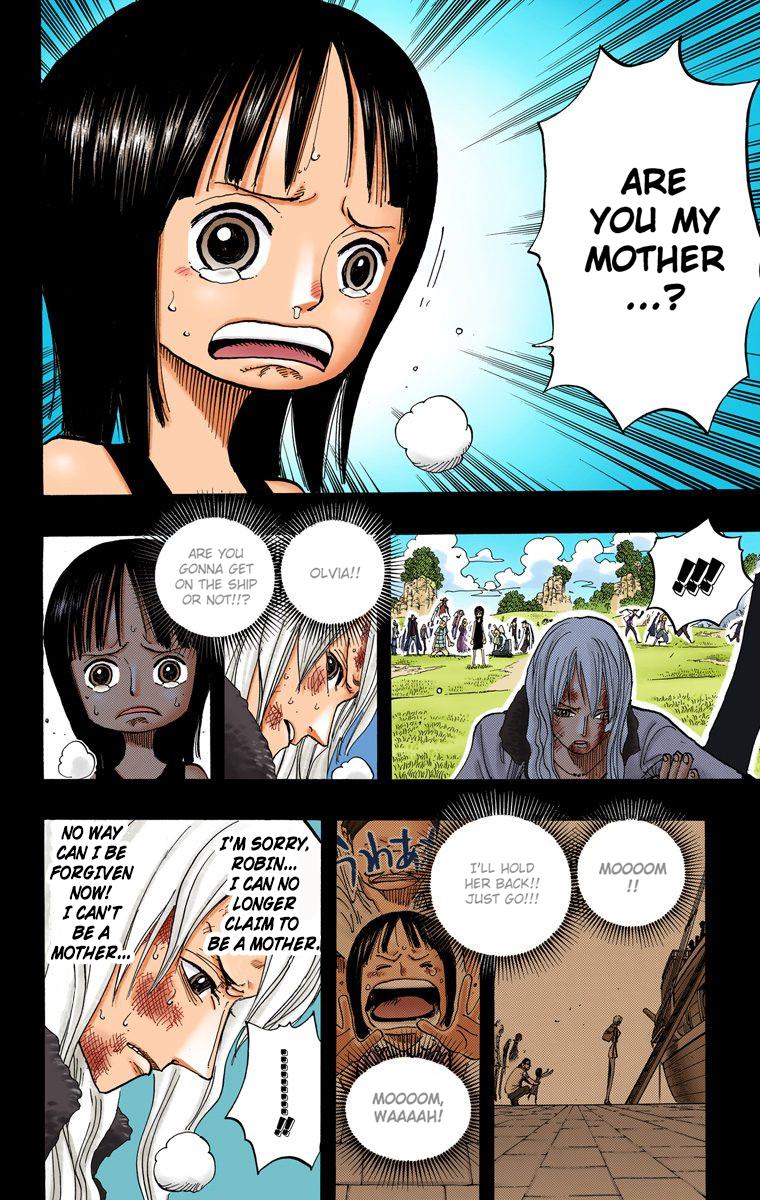 ARE
YOU MY
MOTHER
...?
!!!!
OLVIA!!
ARE YOU
GONNA GET
ON THE SHIP
OR NOT!!?
MOOOOM
!!
I'LL HOLD
HER BACK!!
JUST GO!!!
MOOOOM,
WAAAAH!
I'M SORRY,
ROBIN...
I CAN NO
LONGER
CLAIM TO
BE A MOTHER.
NO WAY
CAN I BE
FORGIVEN
NOW!
I CAN'T
BE A
MOTHER...